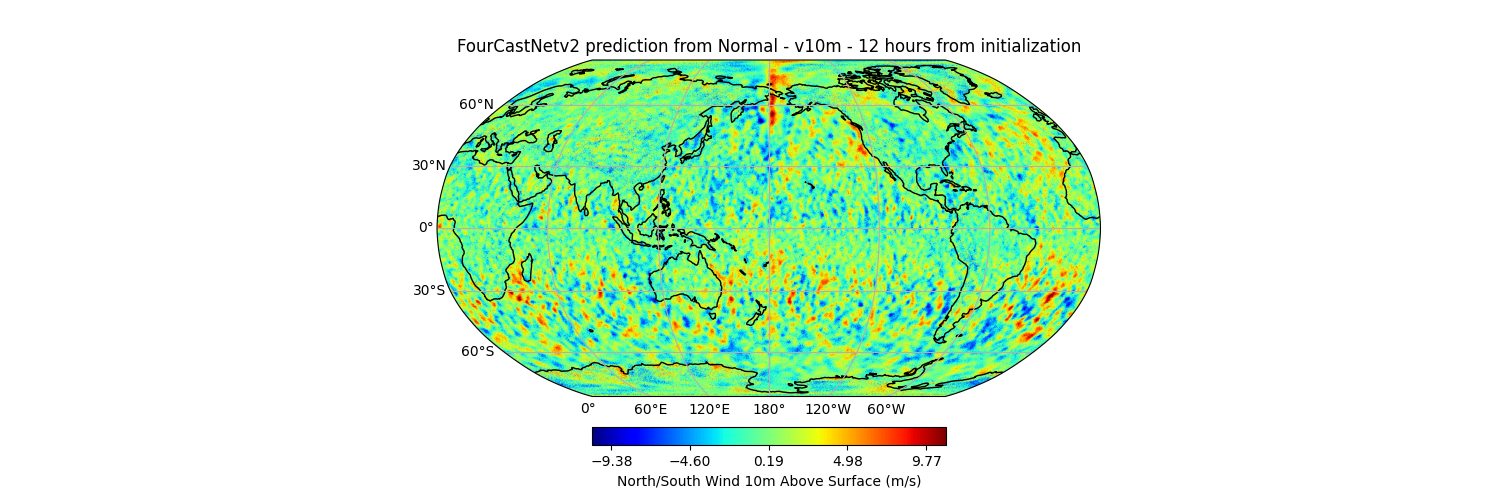 FourCastNetv2 prediction from Normal - v10m - 12 hours from initialization
60°N
30°N
0°
30°S
60°S
0° 60°E 120°E 180° 120°W 60°W
−9.38 −4.60 0.19 4.98 9.77
North/South Wind 10m Above Surface (m/s)